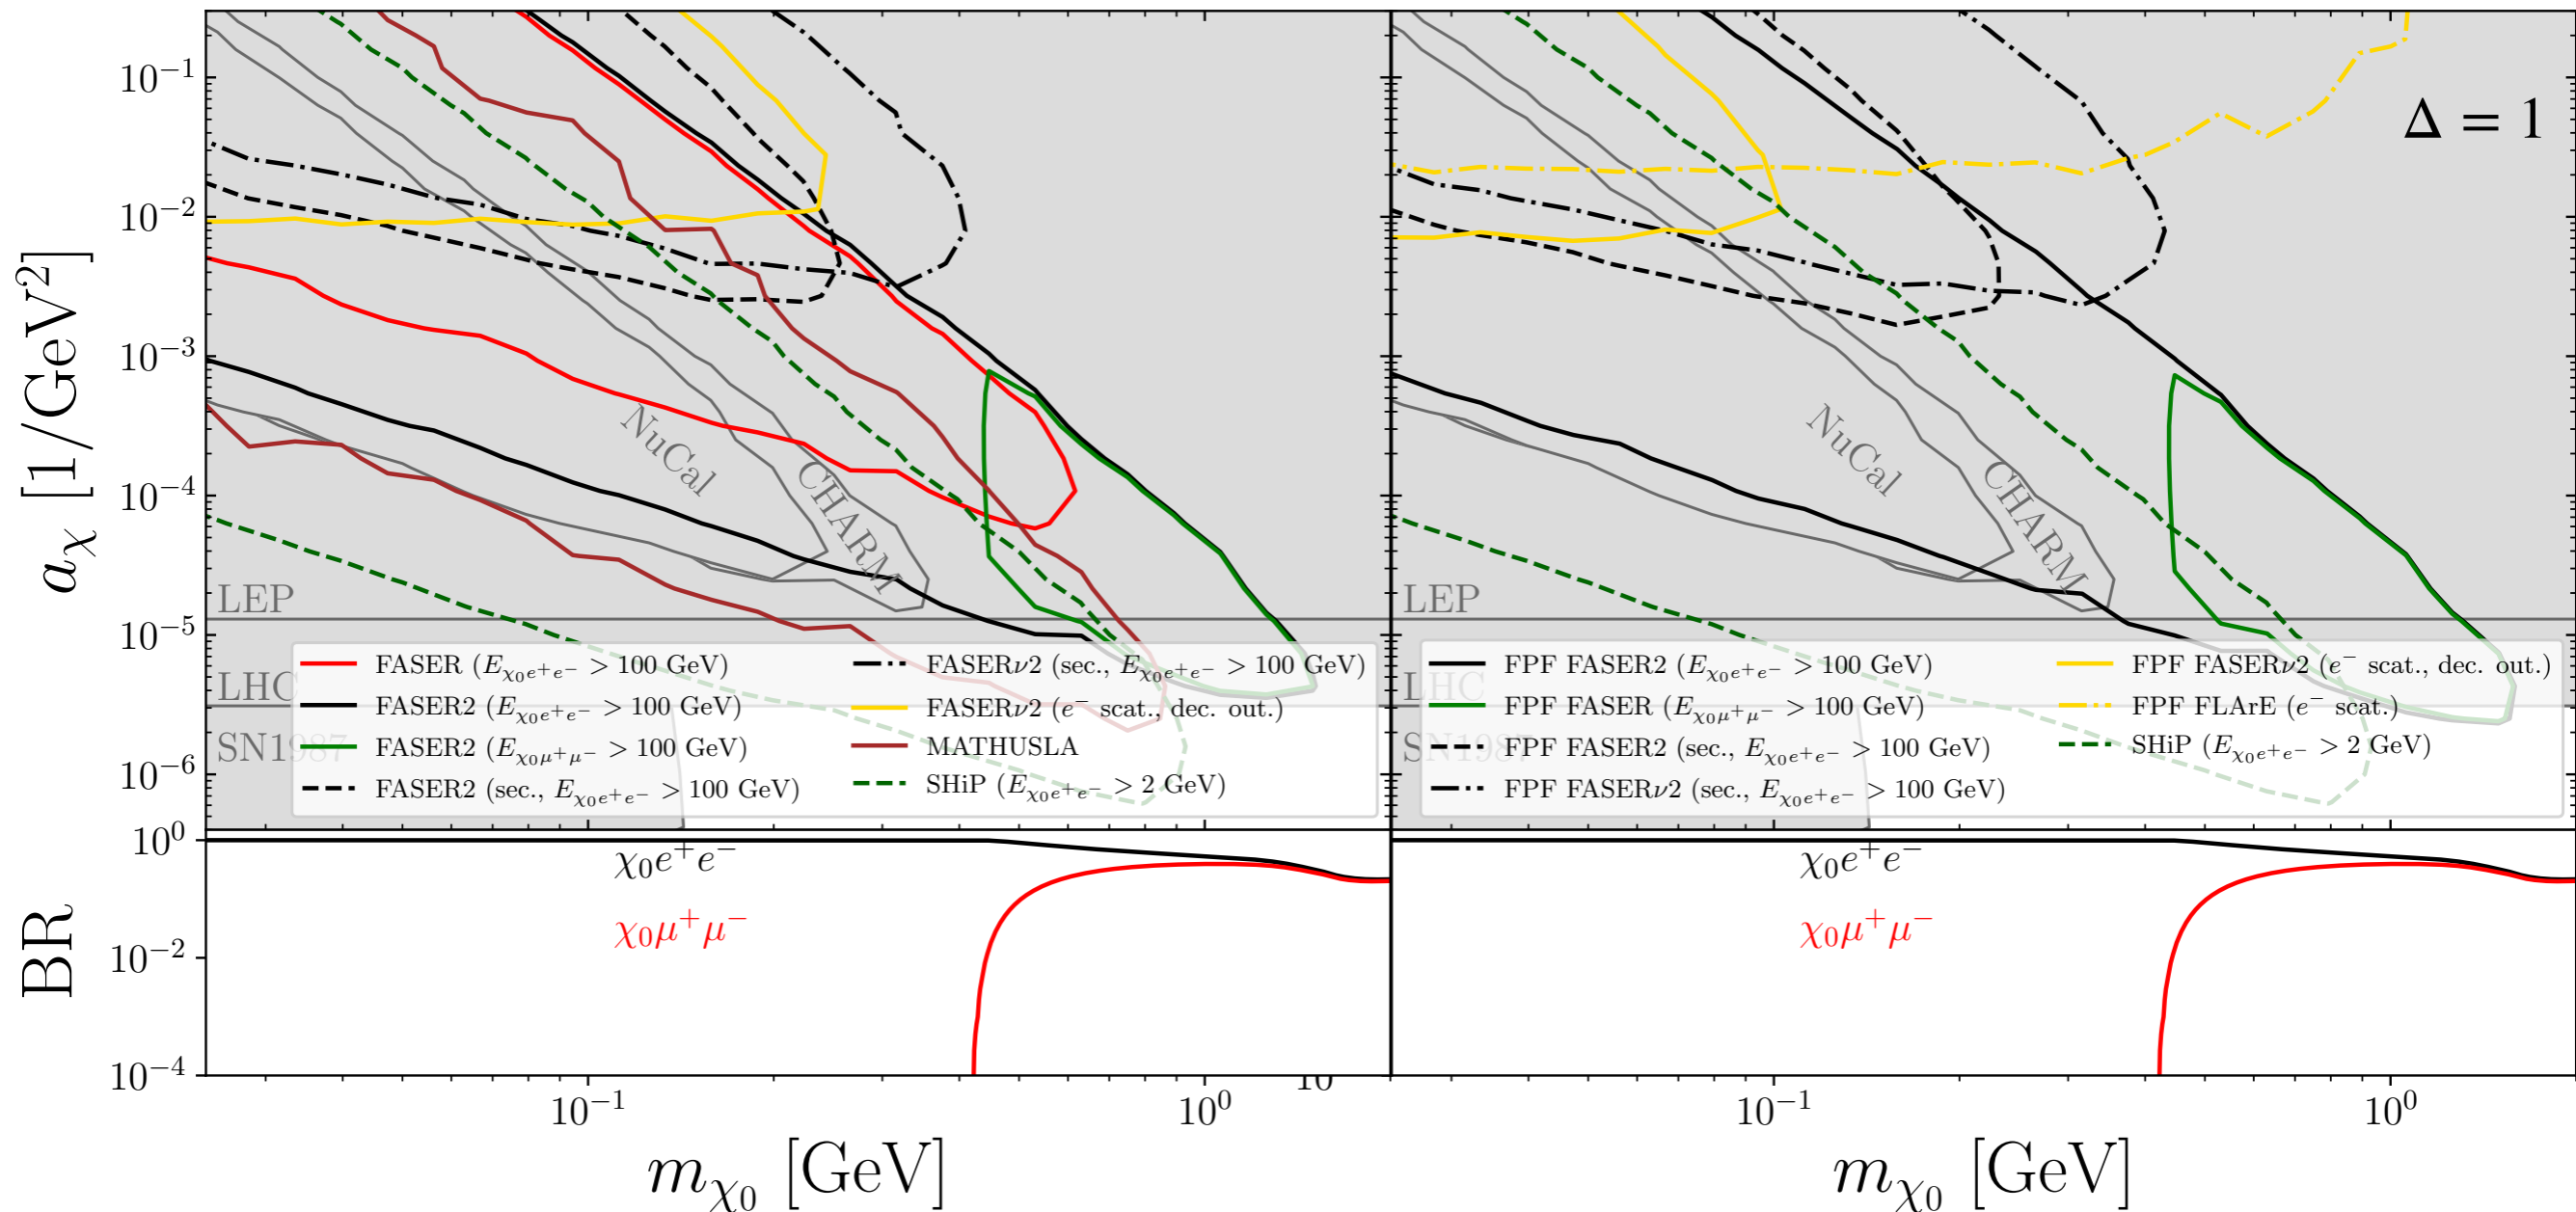 10⁻¹
10⁻²
10⁻³
10⁻⁴
10⁻⁵
10⁻⁶
a_χ [1/GeV²]
NuCal
CHARM
LEP
LHC
SN1987
FASER (E_{χ₀e⁺e⁻} > 100 GeV)
FASER2 (E_{χ₀e⁺e⁻} > 100 GeV)
FASER2 (E_{χ₀μ⁺μ⁻} > 100 GeV)
FASER2 (sec., E_{χ₀e⁺e⁻} > 100 GeV)
FASERν2 (sec., E_{χ₀e⁺e⁻} > 100 GeV)
FASERν2 (e⁻ scat., dec. out.)
MATHUSLA
SHiP (E_{χ₀e⁺e⁻} > 2 GeV)
Δ = 1
NuCal
CHARM
LEP
LHC
SN1987
FPF FASER2 (E_{χ₀e⁺e⁻} > 100 GeV)
FPF FASER (E_{χ₀μ⁺μ⁻} > 100 GeV)
FPF FASER2 (sec., E_{χ₀e⁺e⁻} > 100 GeV)
FPF FASERν2 (sec., E_{χ₀e⁺e⁻} > 100 GeV)
FPF FASERν2 (e⁻ scat., dec. out.)
FPF FLArE (e⁻ scat.)
SHiP (E_{χ₀e⁺e⁻} > 2 GeV)
10⁰
10⁻²
10⁻⁴
BR
χ₀e⁺e⁻
χ₀μ⁺μ⁻
χ₀e⁺e⁻
χ₀μ⁺μ⁻
10⁻¹
10⁰
10
m_{χ₀} [GeV]
10⁻¹
10⁰
m_{χ₀} [GeV]